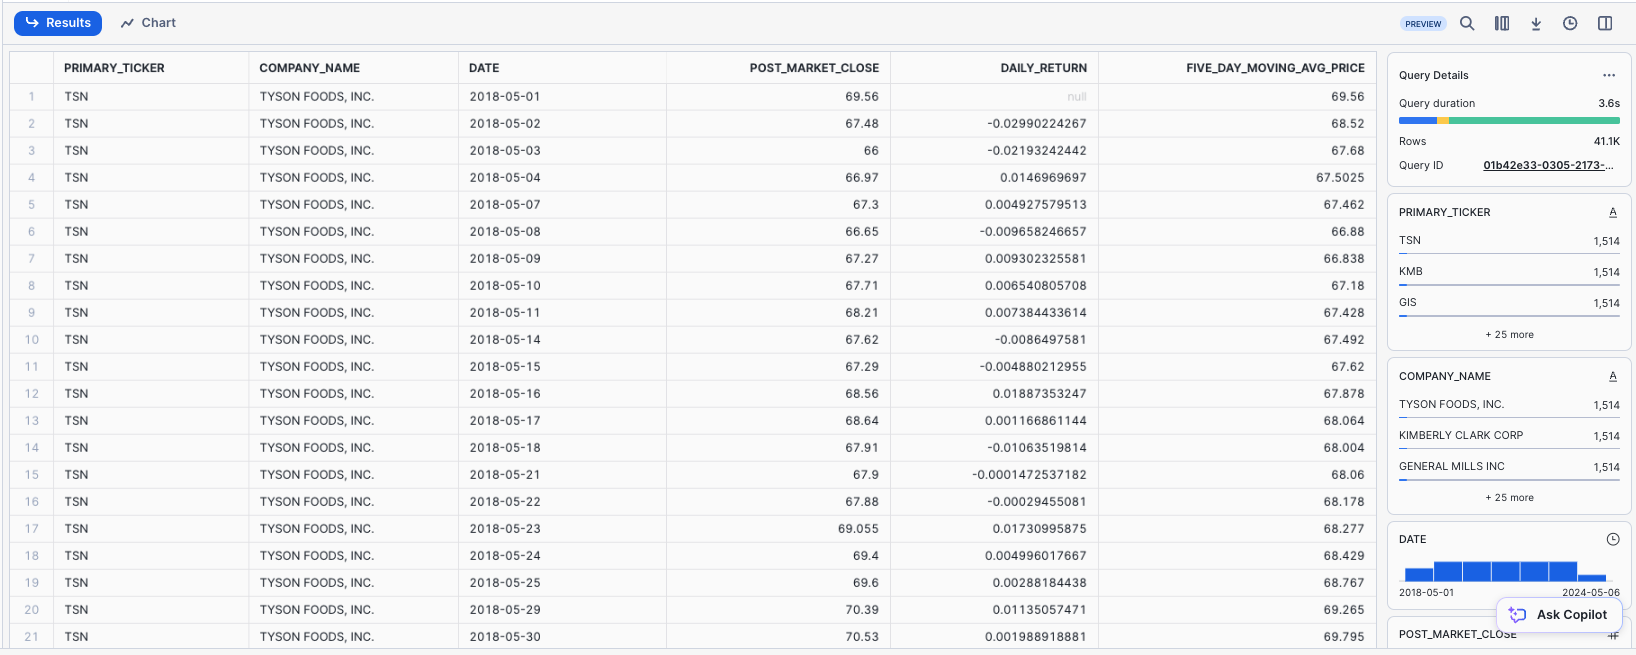 Results Chart PREVIEW
PRIMARY_TICKER COMPANY_NAME DATE POST_MARKET_CLOSE DAILY_RETURN FIVE_DAY_MOVING_AVG_PRICE
1 TSN TYSON FOODS, INC. 2018-05-01 69.56 null 69.56
2 TSN TYSON FOODS, INC. 2018-05-02 67.48 -0.02990224267 68.52
3 TSN TYSON FOODS, INC. 2018-05-03 66 -0.02193242442 67.68
4 TSN TYSON FOODS, INC. 2018-05-04 66.97 0.0146969697 67.5025
5 TSN TYSON FOODS, INC. 2018-05-07 67.3 0.004927579513 67.462
6 TSN TYSON FOODS, INC. 2018-05-08 66.65 -0.009658246657 66.88
7 TSN TYSON FOODS, INC. 2018-05-09 67.27 0.009302325581 66.838
8 TSN TYSON FOODS, INC. 2018-05-10 67.71 0.006540805708 67.18
9 TSN TYSON FOODS, INC. 2018-05-11 68.21 0.007384433614 67.428
10 TSN TYSON FOODS, INC. 2018-05-14 67.62 -0.0086497581 67.492
11 TSN TYSON FOODS, INC. 2018-05-15 67.29 -0.004880212955 67.62
12 TSN TYSON FOODS, INC. 2018-05-16 68.56 0.01887353247 67.878
13 TSN TYSON FOODS, INC. 2018-05-17 68.64 0.001166861144 68.064
14 TSN TYSON FOODS, INC. 2018-05-18 67.91 -0.01063519814 68.004
15 TSN TYSON FOODS, INC. 2018-05-21 67.9 -0.0001472537182 68.06
16 TSN TYSON FOODS, INC. 2018-05-22 67.88 -0.00029455081 68.178
17 TSN TYSON FOODS, INC. 2018-05-23 69.055 0.01730995875 68.277
18 TSN TYSON FOODS, INC. 2018-05-24 69.4 0.004996017667 68.429
19 TSN TYSON FOODS, INC. 2018-05-25 69.6 0.00288184438 68.767
20 TSN TYSON FOODS, INC. 2018-05-29 70.39 0.01135057471 69.265
21 TSN TYSON FOODS, INC. 2018-05-30 70.53 0.001988918881 69.795
Query Details ...
Query duration 3.6s
Rows 41.1K
Query ID 01b42e33-0305-2173-...
PRIMARY_TICKER A
TSN 1,514
KMB 1,514
GIS 1,514
+ 25 more
COMPANY_NAME A
TYSON FOODS, INC. 1,514
KIMBERLY CLARK CORP 1,514
GENERAL MILLS INC 1,514
+ 25 more
DATE
2018-05-01 2024-05-06
Ask Copilot
POST_MARKET_CLOSE #